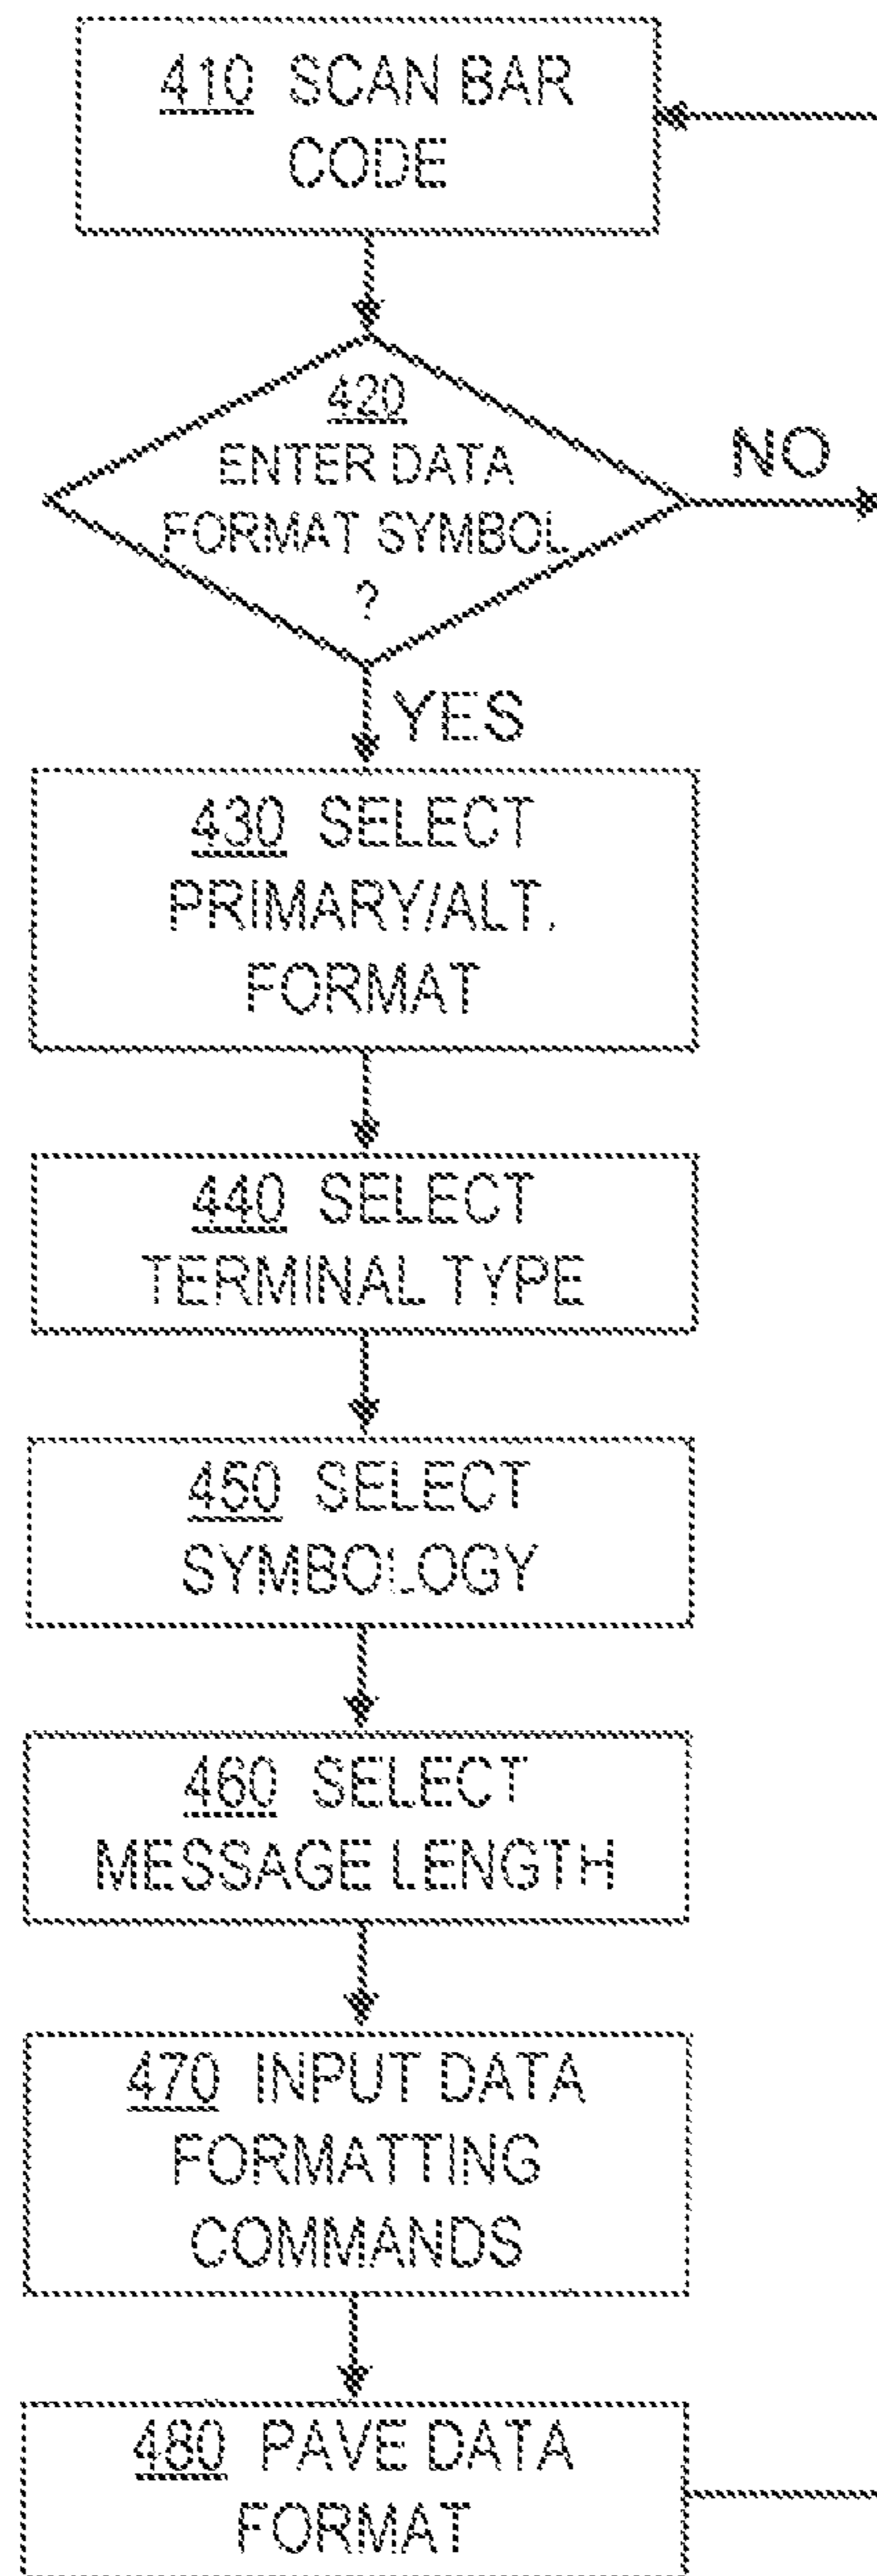 410 SCAN BAR
CODE
420
ENTER DATA
FORMAT SYMBOL
?
NO
YES
430 SELECT
PRIMARY/ALT.
FORMAT
440 SELECT
TERMINAL TYPE
450 SELECT
SYMBOLOGY
460 SELECT
MESSAGE LENGTH
470 INPUT DATA
FORMATTING
COMMANDS
480 PAVE DATA
FORMAT